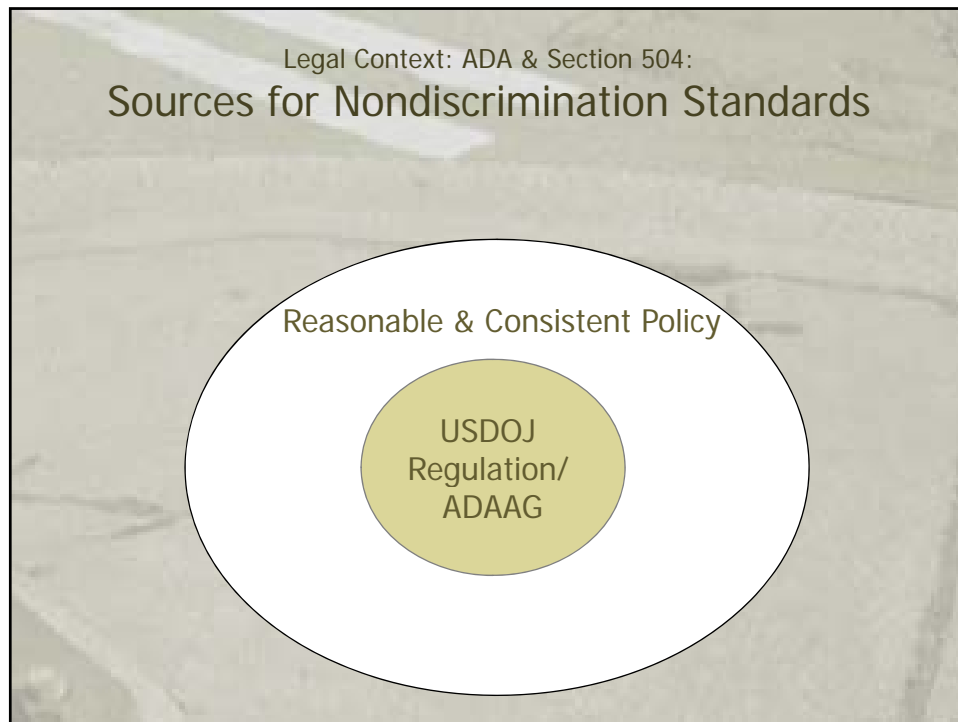 Legal Context: ADA & Section 504:
Sources for Nondiscrimination Standards
Reasonable & Consistent Policy
USDOJ
Regulation/
ADAAG